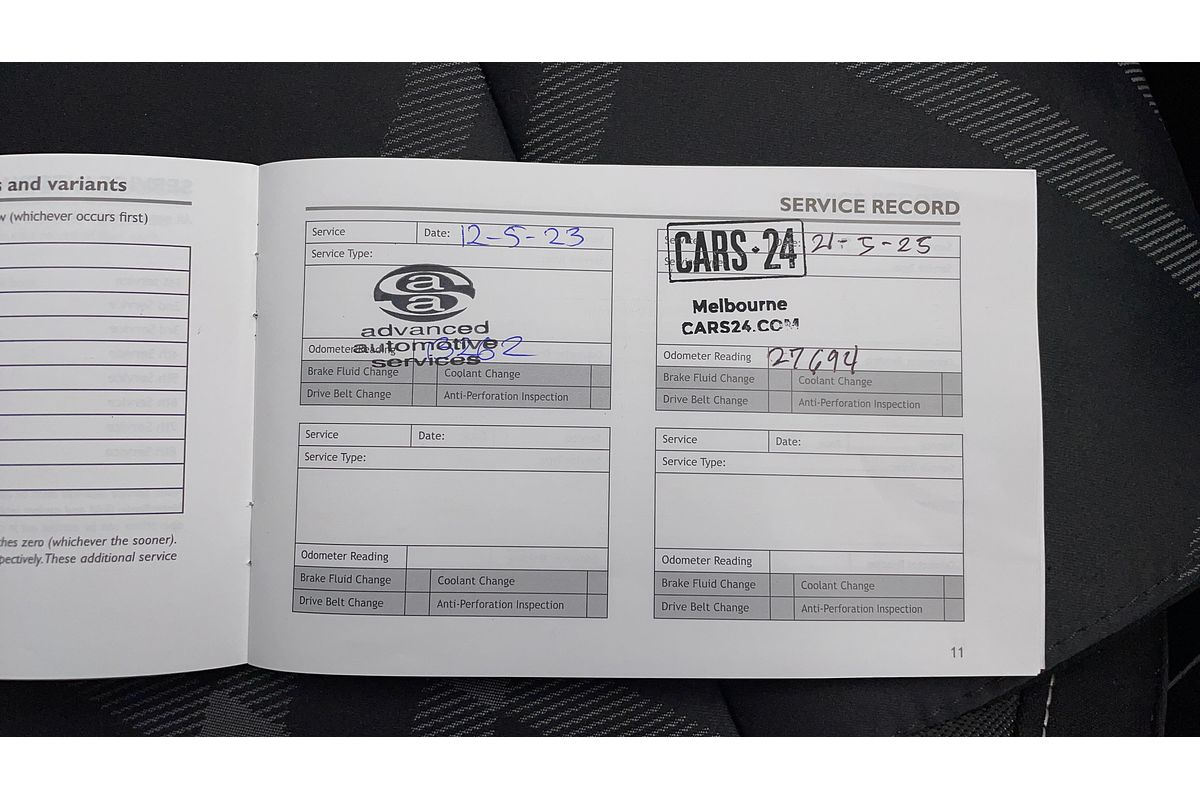 s and variants
w (whichever occurs first)
hes zero (whichever the sooner).
pectively. These additional service
SERVICE RECORD
Service Date: 12-5-23
Service Type:
a
a
advanced
automotive
services
Odometer Reading
Brake Fluid Change Coolant Change
Drive Belt Change Anti-Perforation Inspection
CARS24 21-5-25
Melbourne
CARS24.COM
Odometer Reading 27694
Brake Fluid Change Coolant Change
Drive Belt Change Anti-Perforation Inspection
Service Date:
Service Type:
Odometer Reading
Brake Fluid Change Coolant Change
Drive Belt Change Anti-Perforation Inspection
Service Date:
Service Type:
Odometer Reading
Brake Fluid Change Coolant Change
Drive Belt Change Anti-Perforation Inspection
11